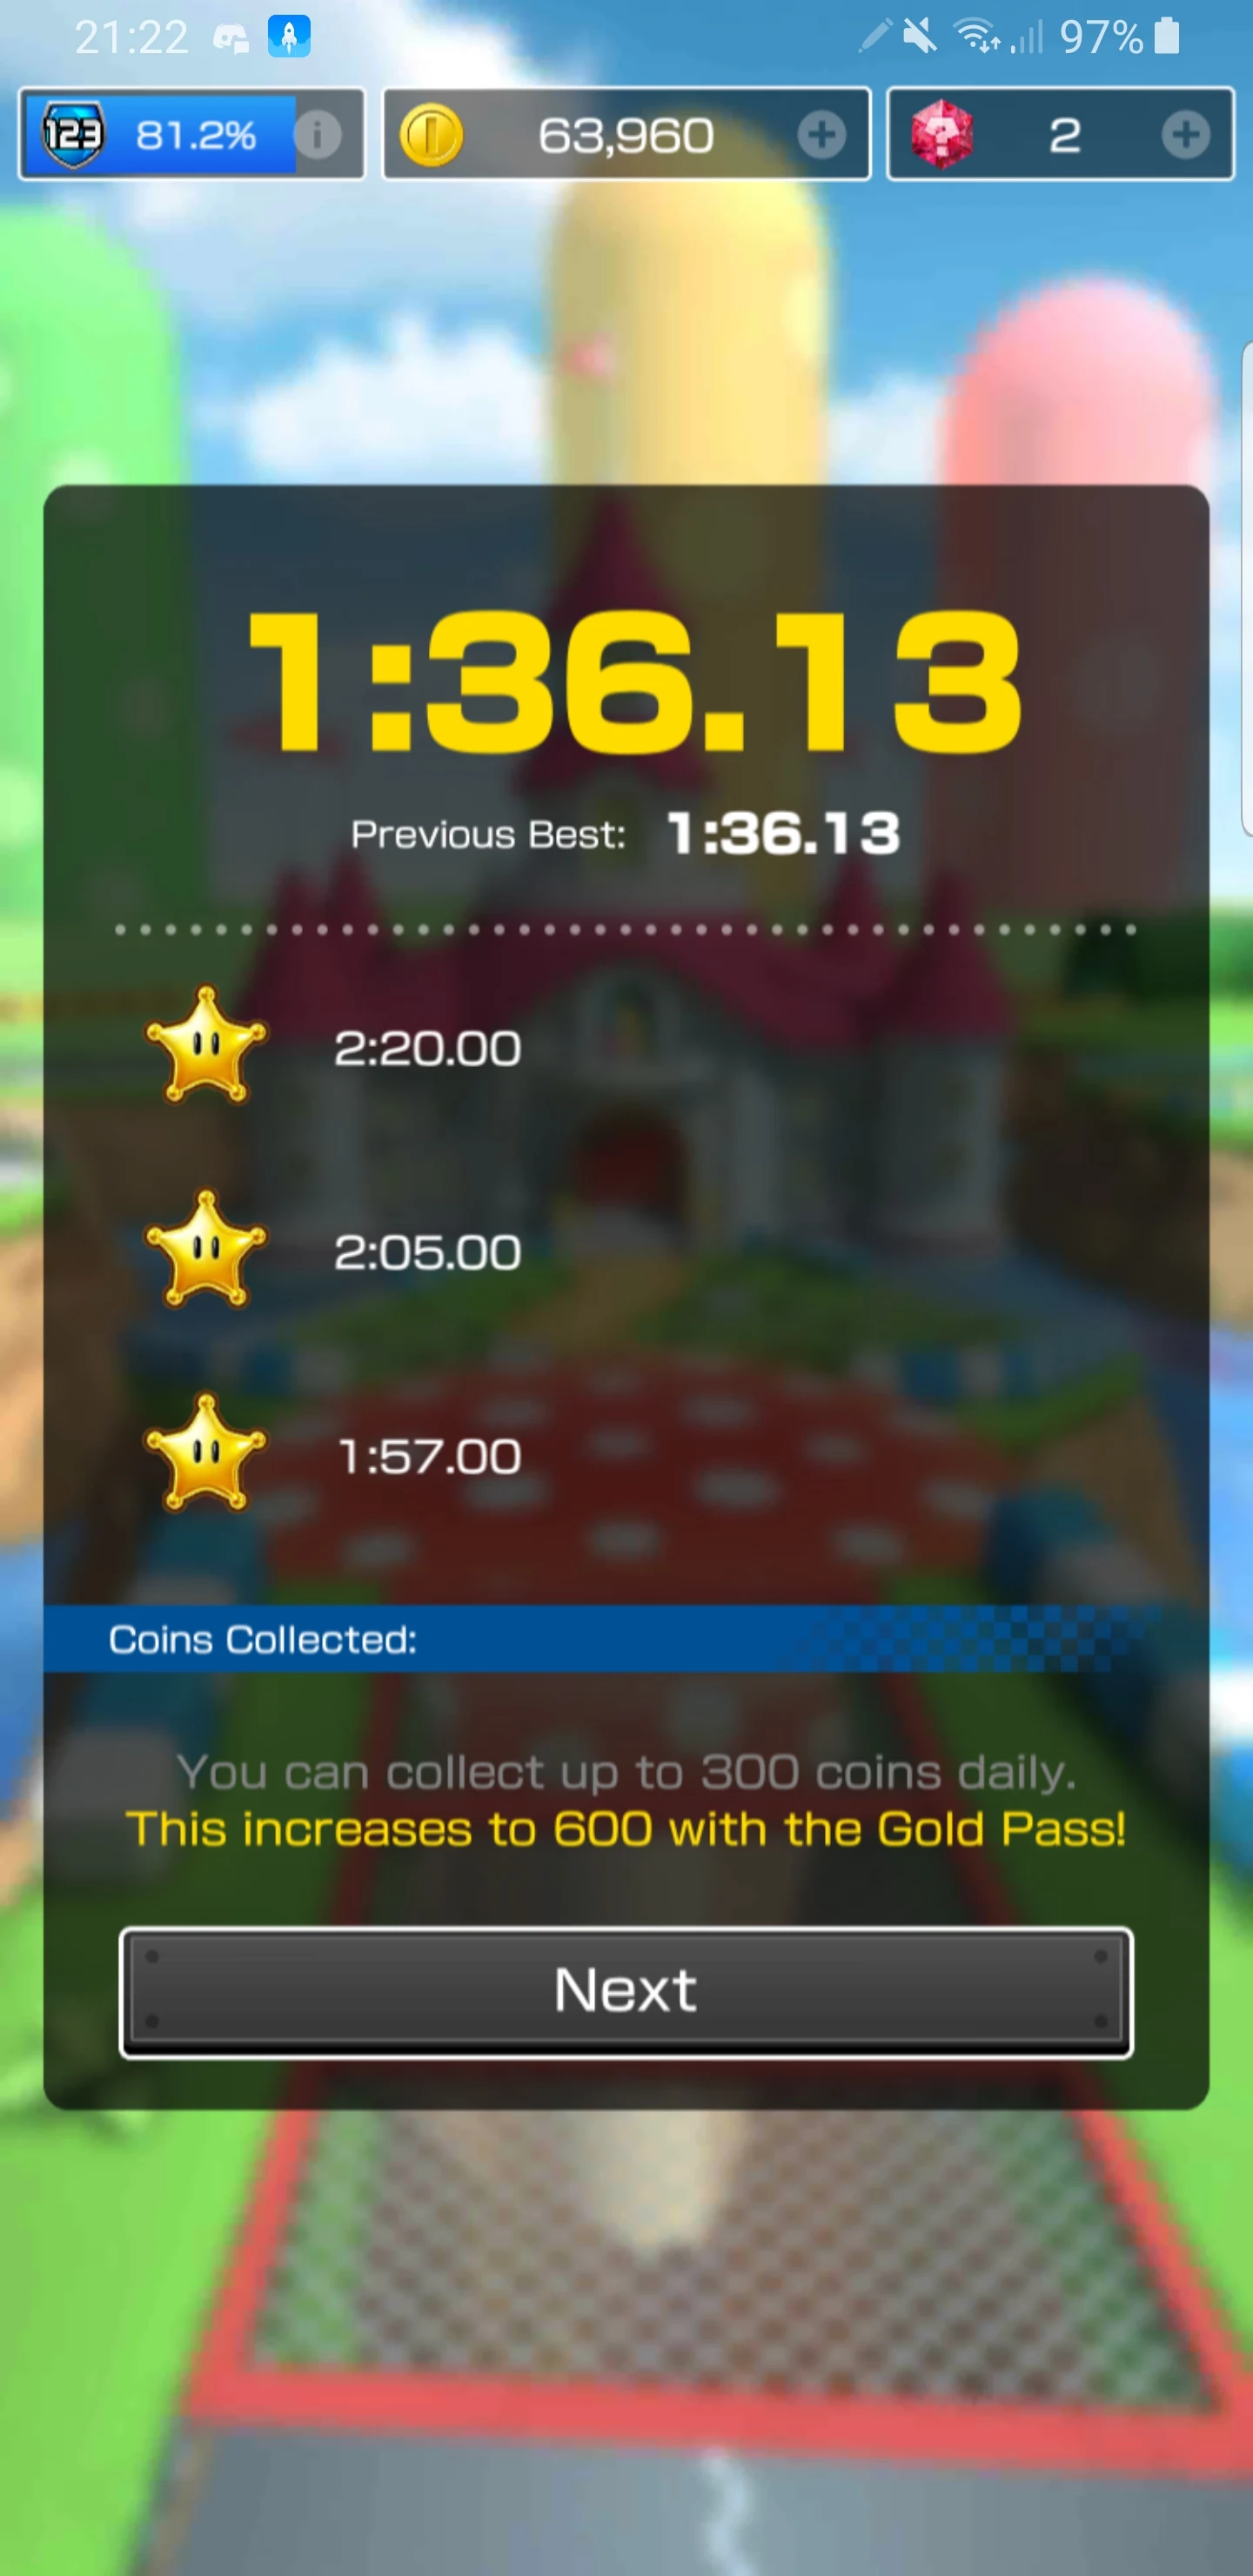 21:22 97%
123 81.2% i 63,960 + ? 2 +
1:36.13
Previous Best: 1:36.13
2:20.00
2:05.00
1:57.00
Coins Collected:
You can collect up to 300 coins daily.
This increases to 600 with the Gold Pass!
Next